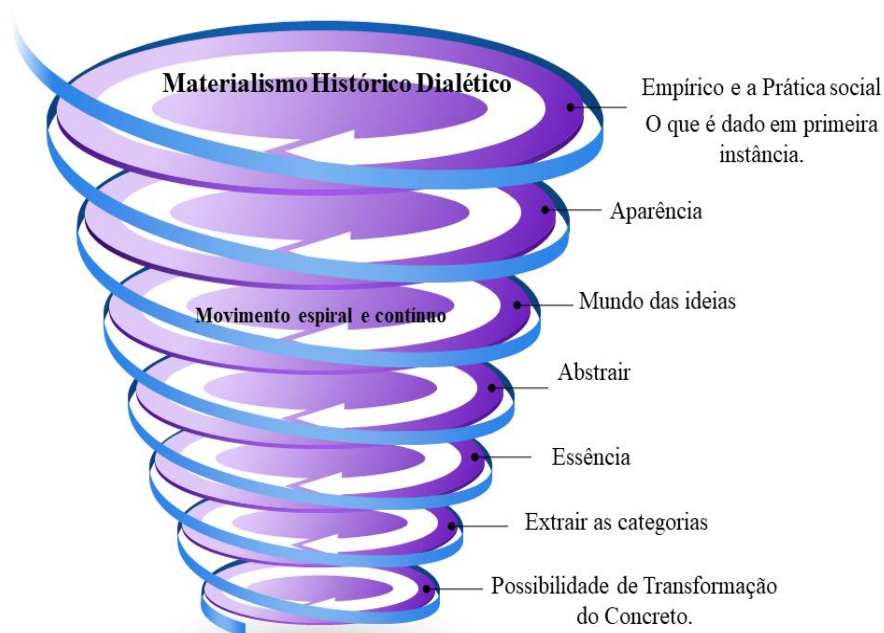 Materialismo Histórico Dialético
Empírico e a Prática social
O que é dado em primeira
instância.
Aparência
Mundo das ideias
Movimento espiral e contínuo
Abstrair
Essência
Extrair as categorias
Possibilidade de Transformação
do Concreto.